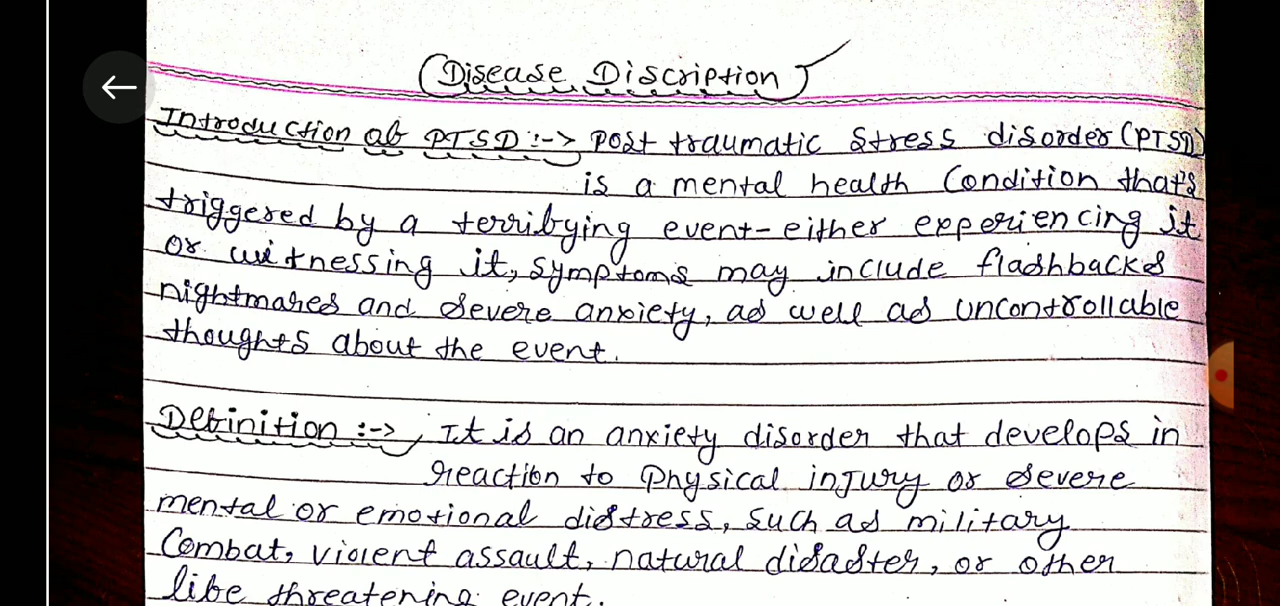 Disease Discription
Introduction of PTSD :-> Post traumatic Stress disorder (PTSD)
is a mental health Condition that's
triggered by a terrifying event - either experiencing it
or witnessing it, symptoms may include flashbacks
nightmares and severe anxiety, as well as uncontrollable
thoughts about the event.
Definition :-> It is an anxiety disorder that develops in
reaction to Physical injury or severe
mental or emotional distress, such as military
Combat, violent assault, natural disaster, or other
life threatening event.